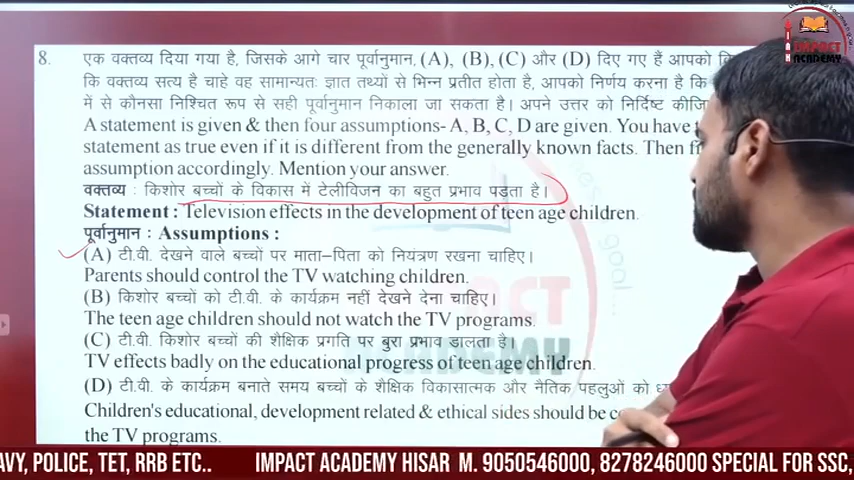 IMPACT
ACADEMY
8. एक वक्तव्य दिया गया है, जिसके आगे चार पूर्वानुमान, (A), (B), (C) और (D) दिए गए हैं आपको
कि वक्तव्य सत्य है चाहे वह सामान्यतः ज्ञात तथ्यों से भिन्न प्रतीत होता है, आपको निर्णय करना है कि
में से कौनसा निश्चित रूप से सही पूर्वानुमान निकाला जा सकता है। अपने उत्तर को निर्दिष्ट
A statement is given & then four assumptions- A, B, C, D are given. You have
statement as true even if it is different from the generally known facts. Then
assumption accordingly. Mention your answer.
वक्तव्य : किशोर बच्चों के विकास में टेलीविजन का बहुत प्रभाव पड़ता है।
Statement : Television effects in the development of teen age children.
पूर्वानुमान : Assumptions :
(A) टी.वी. देखने वाले बच्चों पर माता-पिता को नियंत्रण रखना चाहिए।
Parents should control the TV watching children.
(B) किशोर बच्चों को टी.वी. के कार्यक्रम नहीं देखने देना चाहिए।
The teen age children should not watch the TV programs.
(C) टी.वी. किशोर बच्चों की शैक्षिक प्रगति पर बुरा प्रभाव डालता है।
TV effects badly on the educational progress of teen age children.
(D) टी.वी. के कार्यक्रम बनाते समय बच्चों के शैक्षिक विकासात्मक और नैतिक पहलुओं को
Children's educational, development related & ethical sides should be
the TV programs.
AVY, POLICE, TET, RRB ETC.. IMPACT ACADEMY HISAR M. 9050546000, 8278246000 SPECIAL FOR SSC,